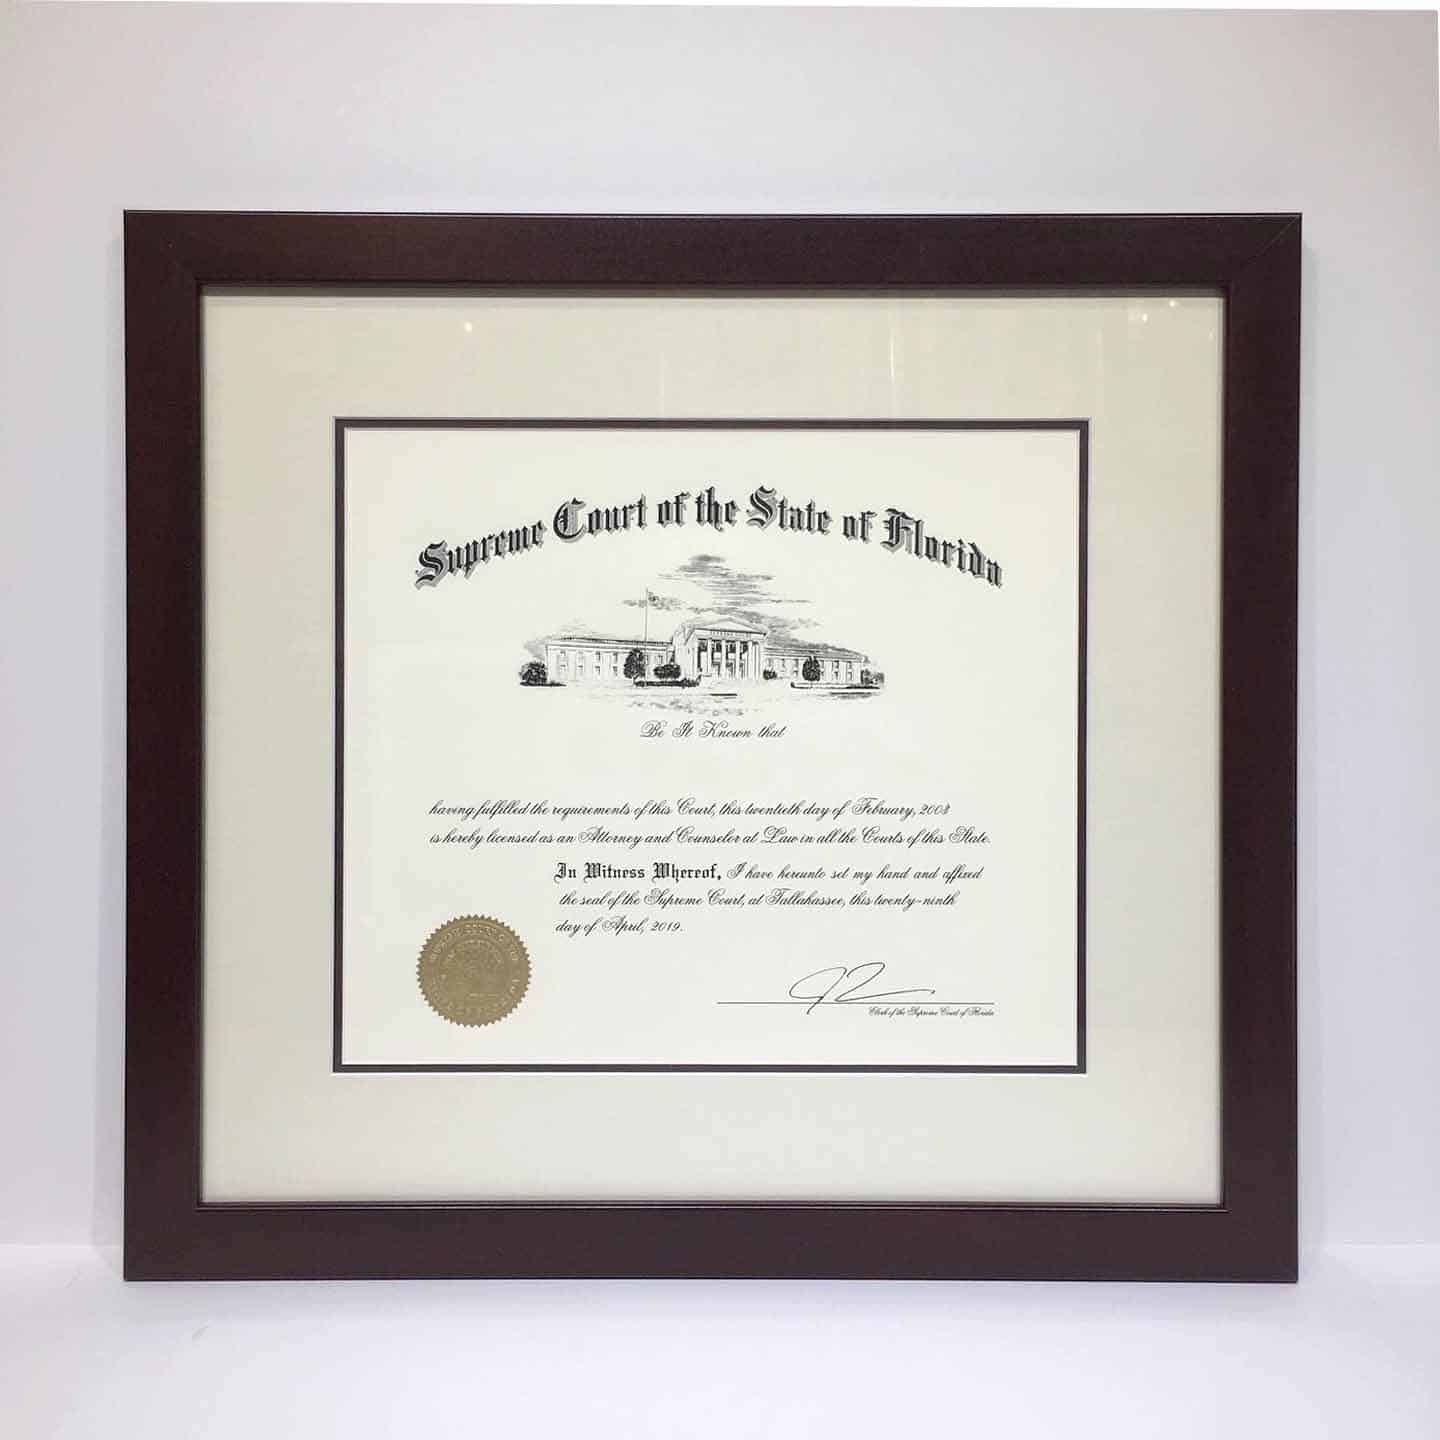 Supreme Court of the State of Florida
Be It Known that
having fulfilled the requirements of this Court, this twentieth day of February, 2003
is hereby licensed as an Attorney and Counselor at Law in all the Courts of this State.
In Witness Whereof, I have hereunto set my hand and affixed
the seal of the Supreme Court, at Tallahassee, this twenty-ninth
day of April, 2019.
Clerk of the Supreme Court of Florida